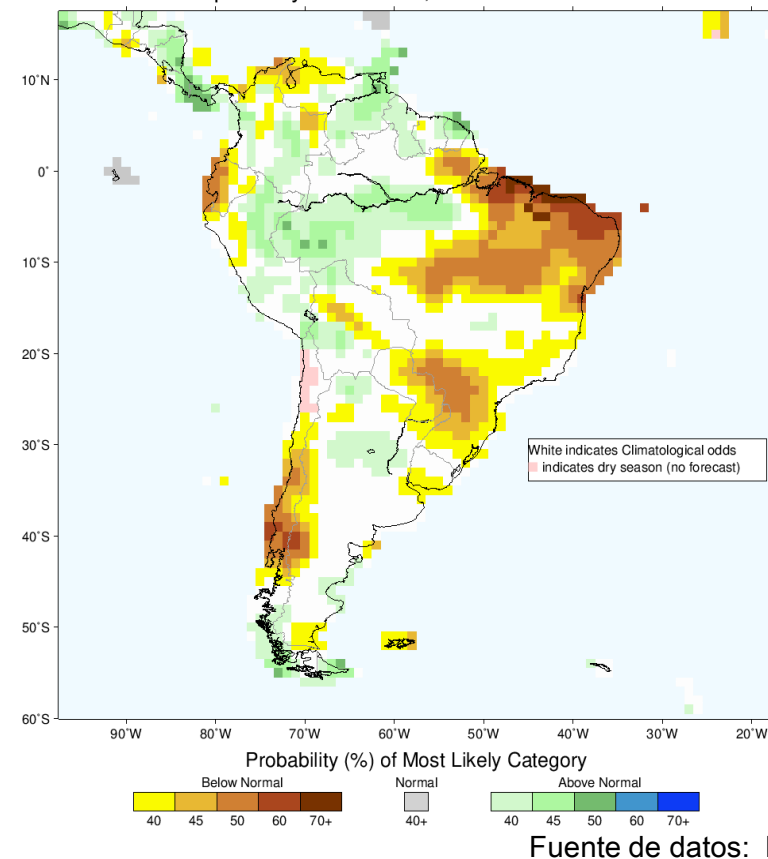 10˚N
0˚
10˚S
20˚S
30˚S
40˚S
50˚S
60˚S
White indicates Climatological odds
indicates dry season (no forecast)
90˚W 80˚W 70˚W 60˚W 50˚W 40˚W 30˚W 20˚W
Probability (%) of Most Likely Category
Below Normal Normal Above Normal
40 45 50 60 70+ 40+ 40 45 50 60 70+
Fuente de datos: